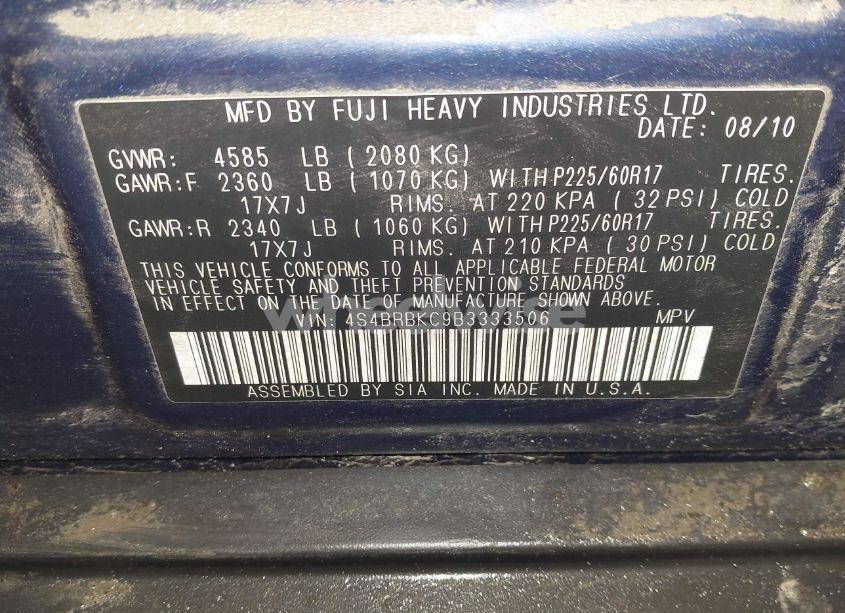 MFD BY FUJI HEAVY INDUSTRIES LTD.
DATE: 08/10
GVWR: 4585 LB ( 2080 KG)
GAWR:F 2360 LB ( 1070 KG) WITH P225/60R17 TIRES.
17X7J RIMS. AT 220 KPA ( 32 PSI) COLD
GAWR:R 2340 LB ( 1060 KG) WITH P225/60R17 TIRES.
17X7J RIMS. AT 210 KPA ( 30 PSI) COLD
THIS VEHICLE CONFORMS TO ALL APPLICABLE FEDERAL MOTOR
VEHICLE SAFETY AND THEFT PREVENTION STANDARDS
IN EFFECT ON THE DATE OF MANUFACTURE SHOWN ABOVE.
VIN: 4S4BRBKC9B3333506 MPV
ASSEMBLED BY SIA INC. MADE IN U.S.A.